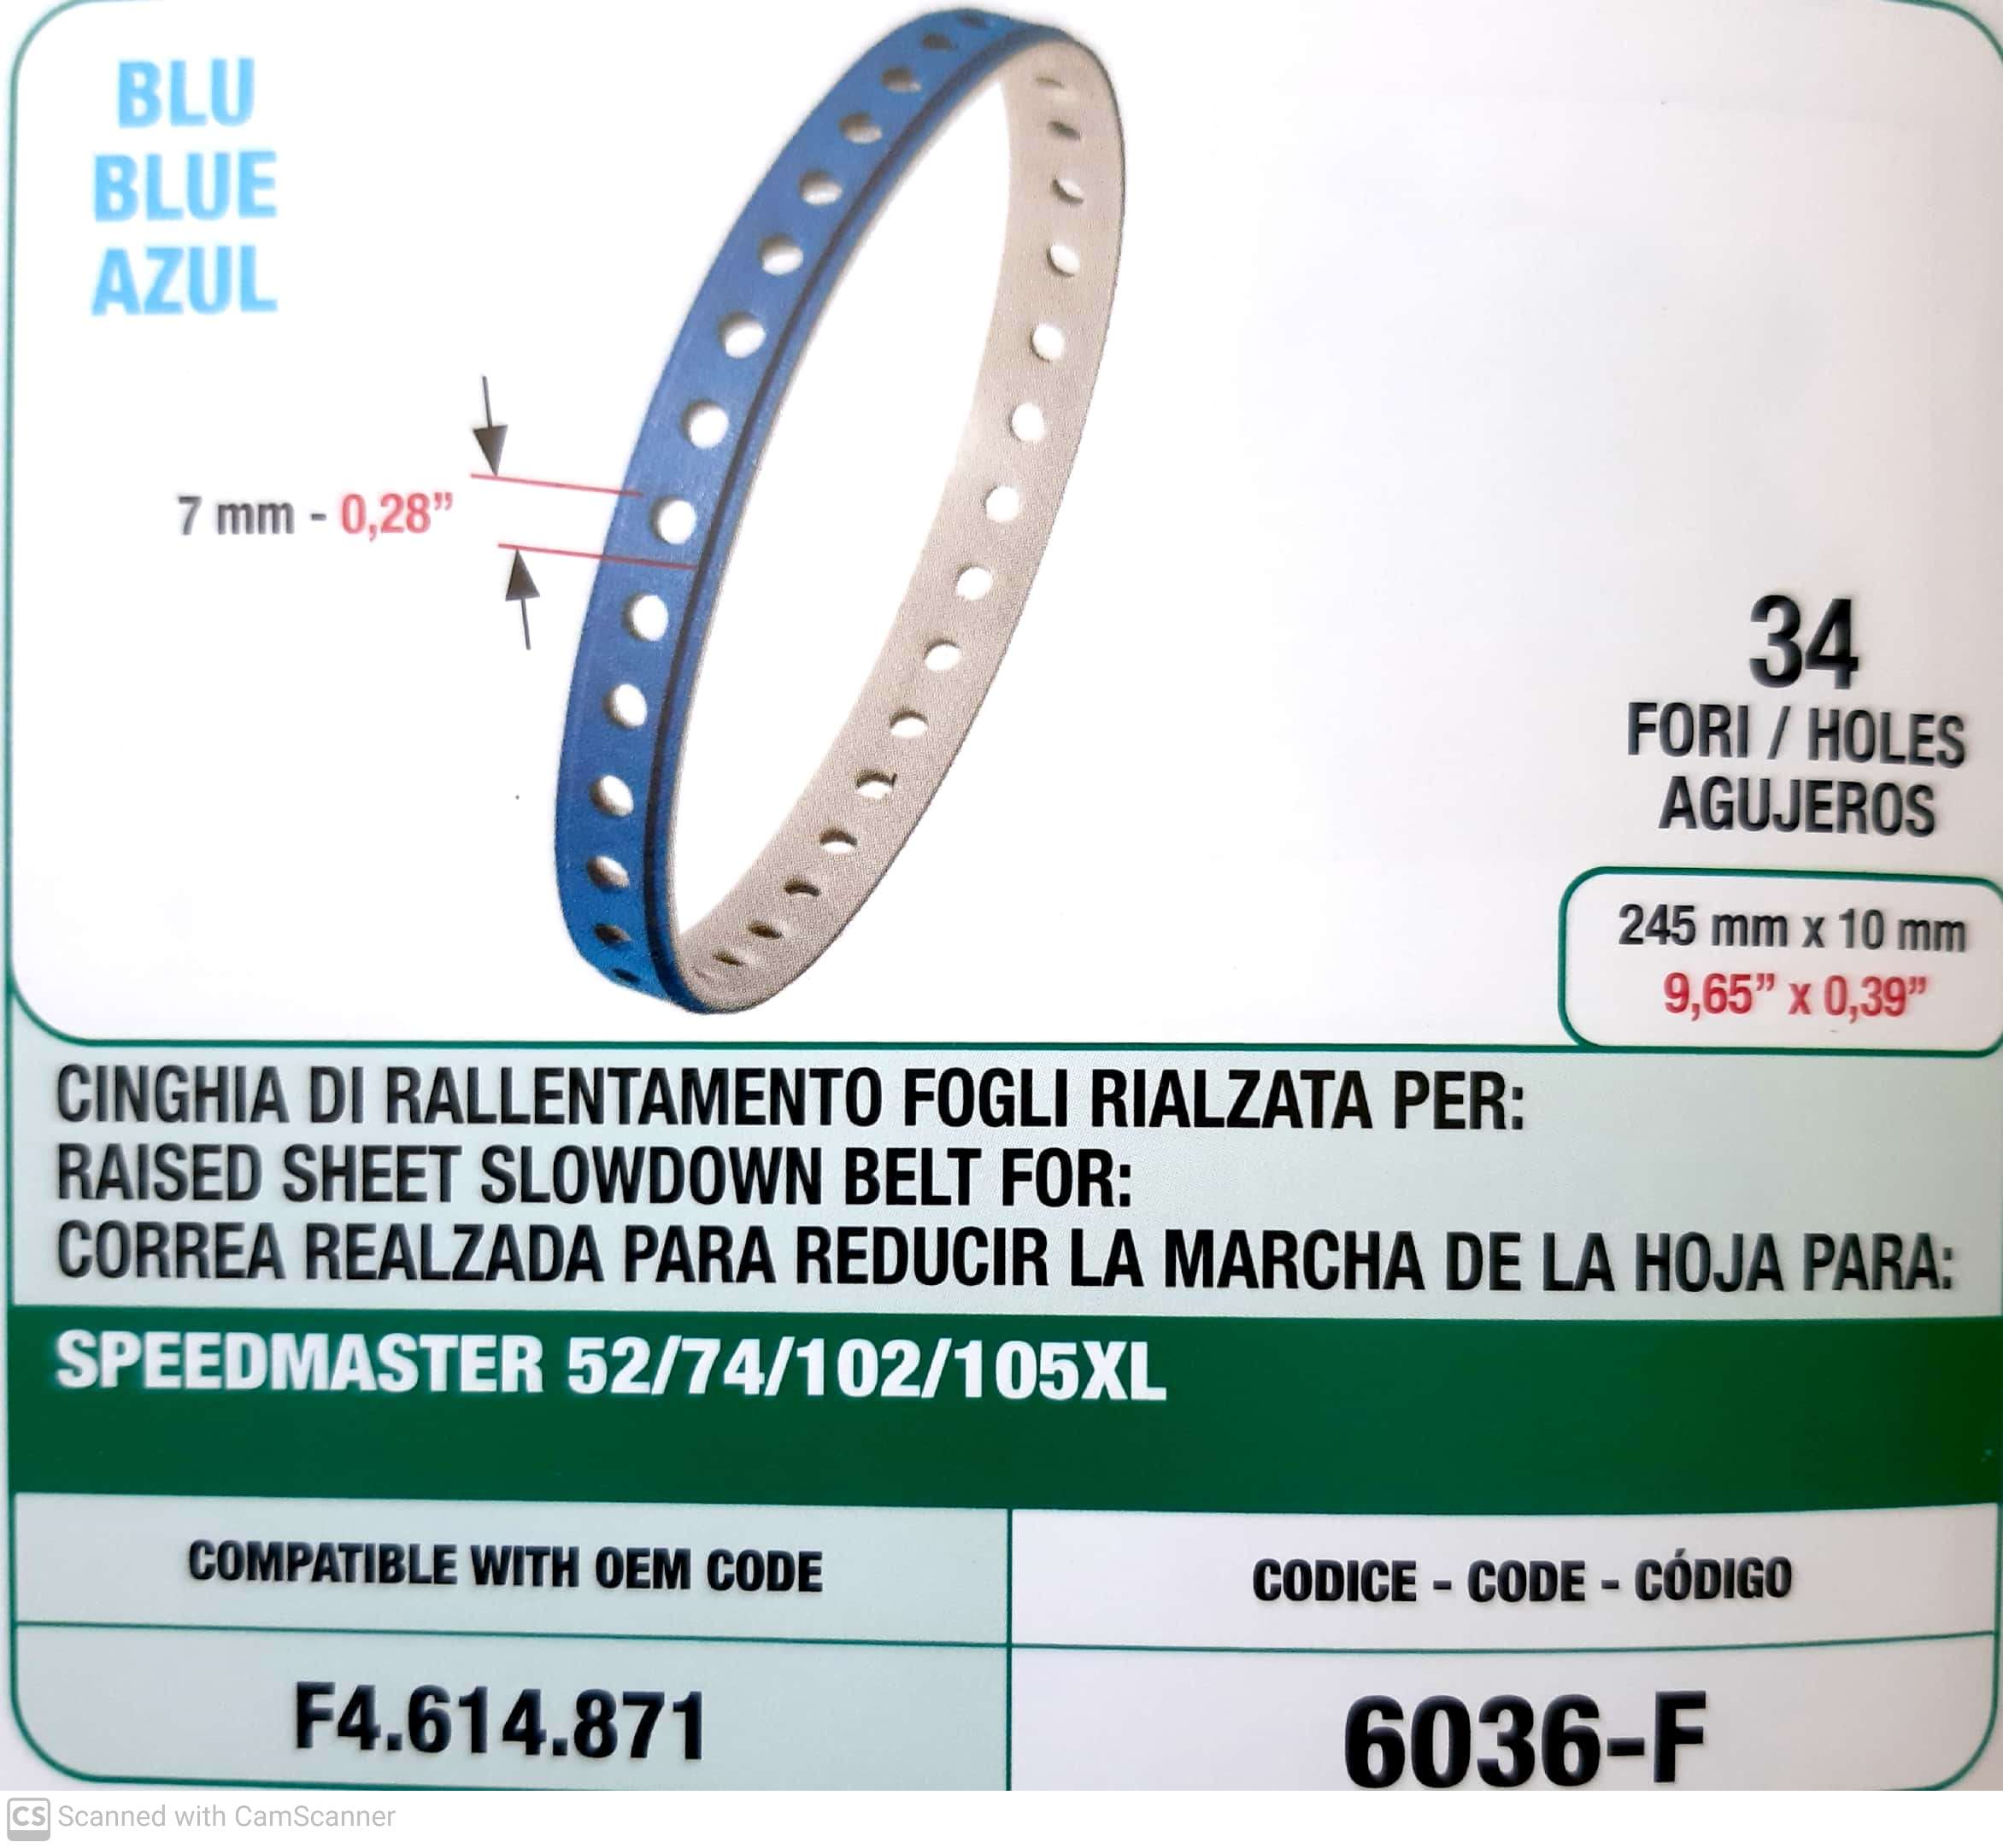 BLU
BLUE
AZUL
7 mm - 0,28”
34
FORI / HOLES
AGUJEROS
245 mm x 10 mm
9,65” x 0,39”
CINGHIA DI RALLENTAMENTO FOGLI RIALZATA PER:
RAISED SHEET SLOWDOWN BELT FOR:
CORREA REALZADA PARA REDUCIR LA MARCHA DE LA HOJA PARA:
SPEEDMASTER 52/74/102/105XL
COMPATIBLE WITH OEM CODE
CODICE - CODE - CÓDIGO
F4.614.871
6036-F
CS Scanned with CamScanner